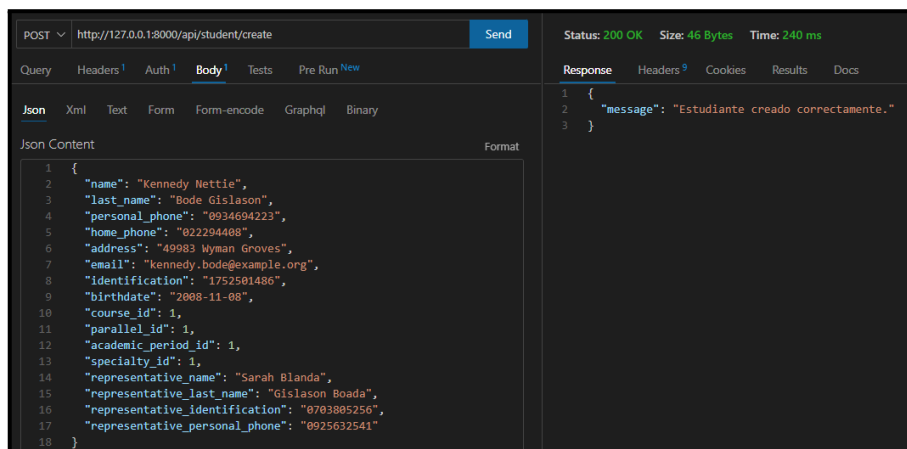 POST http://127.0.0.1:8000/api/student/create Send
Query Headers 1 Auth 1 Body 1 Tests Pre Run New
Json Xml Text Form Form-encode Graphql Binary
Json Content Format
1 {
2 "name": "Kennedy Nettie",
3 "last_name": "Bode Gislason",
4 "personal_phone": "0934694223",
5 "home_phone": "022294408",
6 "address": "49983 Wyman Groves",
7 "email": "kennedy.bode@example.org",
8 "identification": "1752501486",
9 "birthdate": "2008-11-08",
10 "course_id": 1,
11 "parallel_id": 1,
12 "academic_period_id": 1,
13 "specialty_id": 1,
14 "representative_name": "Sarah Blanda",
15 "representative_last_name": "Gislason Boada",
16 "representative_identification": "0703805256",
17 "representative_personal_phone": "0925632541"
18 }
Status: 200 OK Size: 46 Bytes Time: 240 ms
Response Headers 9 Cookies Results Docs
1 {
2 "message": "Estudiante creado correctamente."
3 }